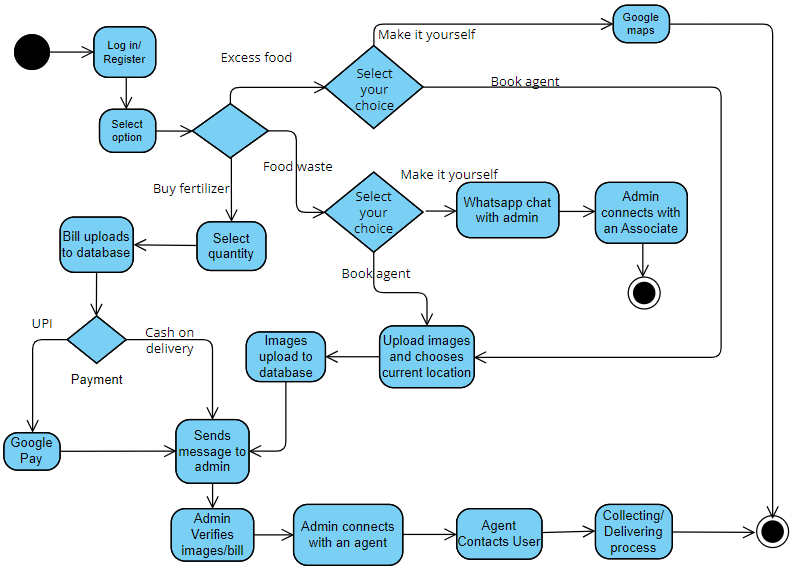 Google
maps
Make it yourself
Log in/
Register
Excess food
Select
your
choice
Book agent
Select
option
Food waste
Make it yourself
Buy fertilizer
Select
your
choice
Whatsapp chat
with admin
Admin
connects with
an Associate
Bill uploads
to database
Select
quantity
Book agent
UPI
Cash on
delivery
Payment
Images
upload to
database
Upload images
and chooses
current location
Google
Pay
Sends
message to
admin
Admin
Verifies
images/bill
Admin connects
with an agent
Agent
Contacts User
Collecting/
Delivering
process